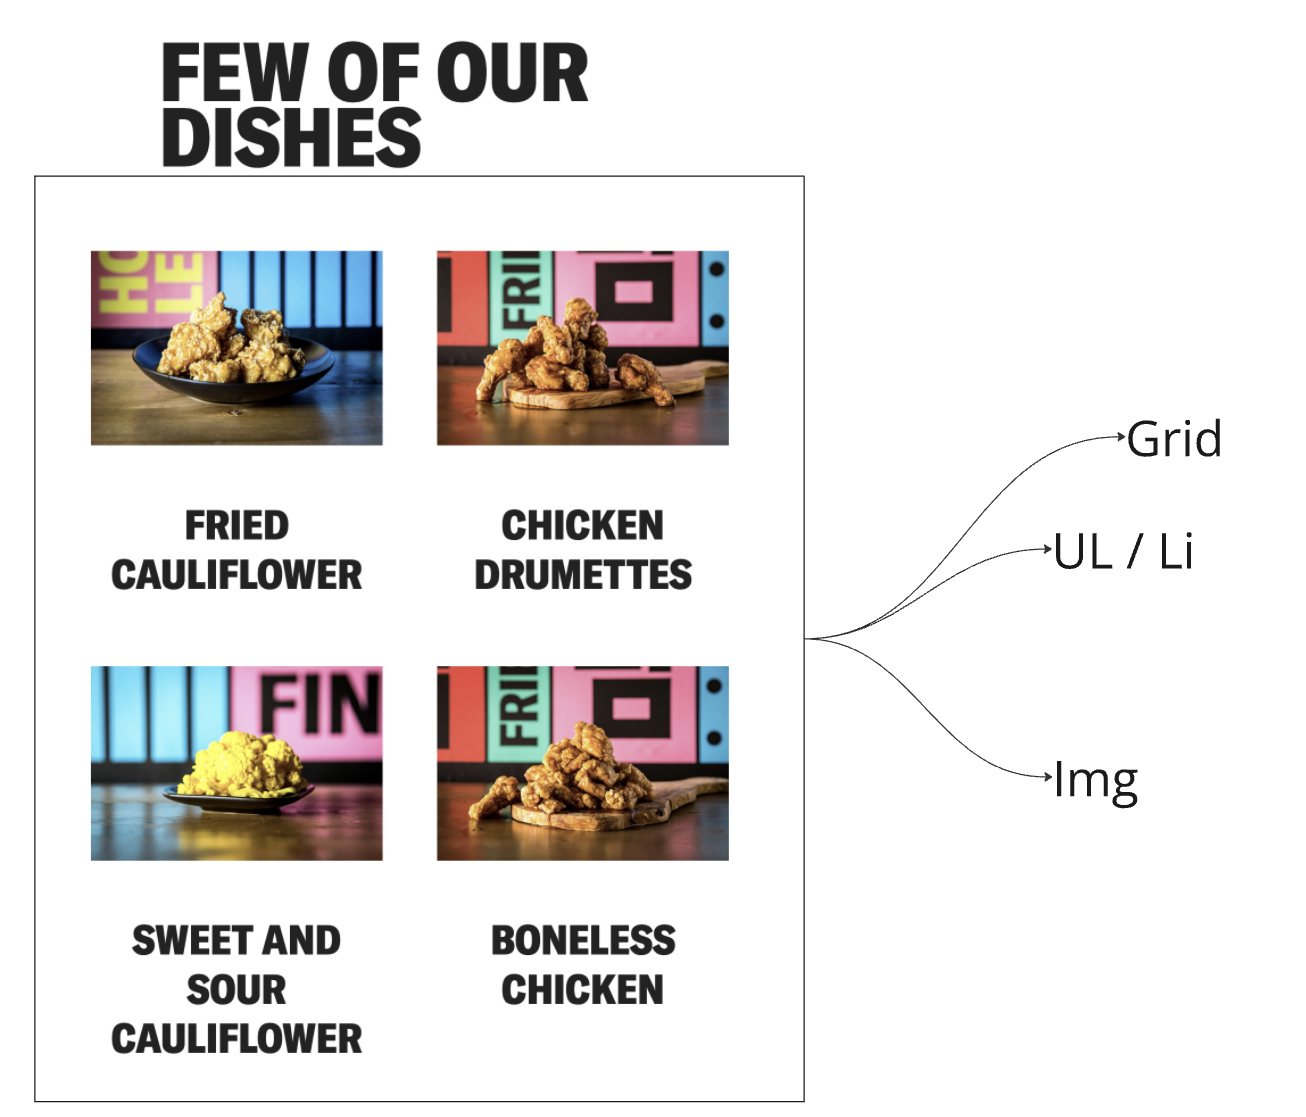 FEW OF OUR
DISHES
HO
LE
FRI
FRIED
CAULIFLOWER
CHICKEN
DRUMETTES
FIN
FRI
SWEET AND
SOUR
CAULIFLOWER
BONELESS
CHICKEN
Grid
UL / Li
Img